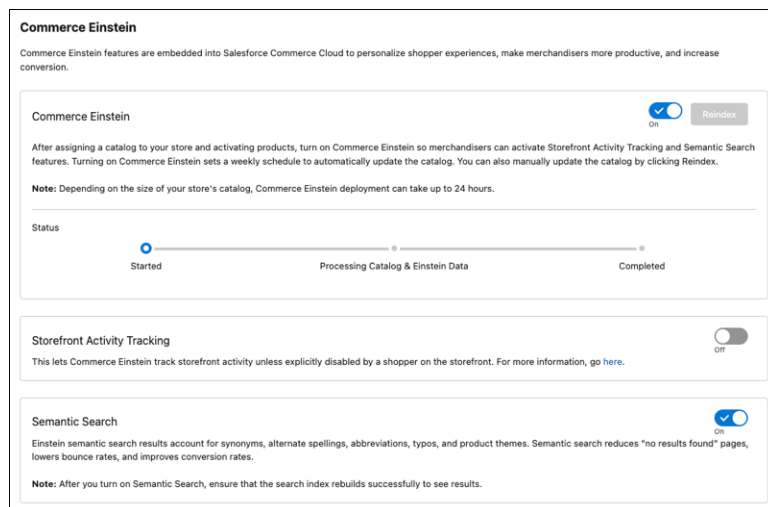 Commerce Einstein
Commerce Einstein features are embedded into Salesforce Commerce Cloud to personalize shopper experiences, make merchandisers more productive, and increase
conversion.
Commerce Einstein
On
Reindex
After assigning a catalog to your store and activating products, turn on Commerce Einstein so merchandisers can activate Storefront Activity Tracking and Semantic Search
features. Turning on Commerce Einstein sets a weekly schedule to automatically update the catalog. You can also manually update the catalog by clicking Reindex.
Note: Depending on the size of your store's catalog, Commerce Einstein deployment can take up to 24 hours.
Status
Started
Processing Catalog & Einstein Data
Completed
Storefront Activity Tracking
Off
This lets Commerce Einstein track storefront activity unless explicitly disabled by a shopper on the storefront. For more information, go here.
Semantic Search
On
Einstein semantic search results account for synonyms, alternate spellings, abbreviations, typos, and product themes. Semantic search reduces "no results found" pages,
lowers bounce rates, and improves conversion rates.
Note: After you turn on Semantic Search, ensure that the search index rebuilds successfully to see results.